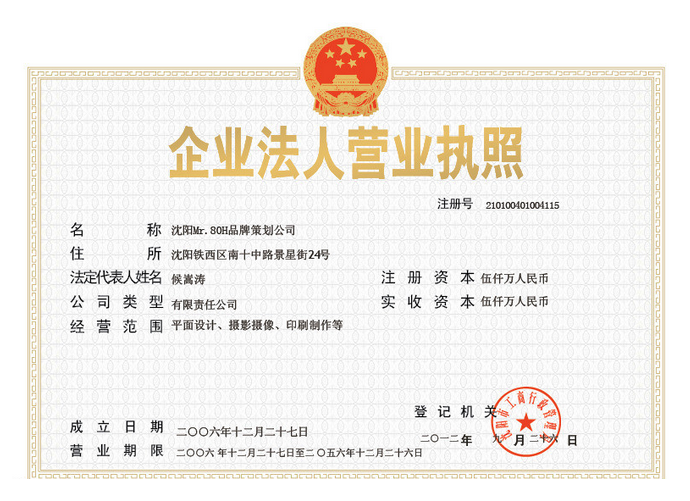 企业法人营业执照
注册号 210100401004115
名称 沈阳Mr.80H品牌策划公司
住所 沈阳铁西区南十中路景星街24号
法定代表人姓名 候嵩涛 注册资本 伍仟万人民币
公司类型 有限责任公司 实收资本 伍仟万人民币
经营范围 平面设计、摄影摄像、印刷制作等
登记机关
沈阳市工商行政管理局
成立日期 二〇〇六年十二月二十七日
二〇一二年 九月二十六日
营业期限 二〇〇六年十二月二十七日至二〇五六年十二月二十六日